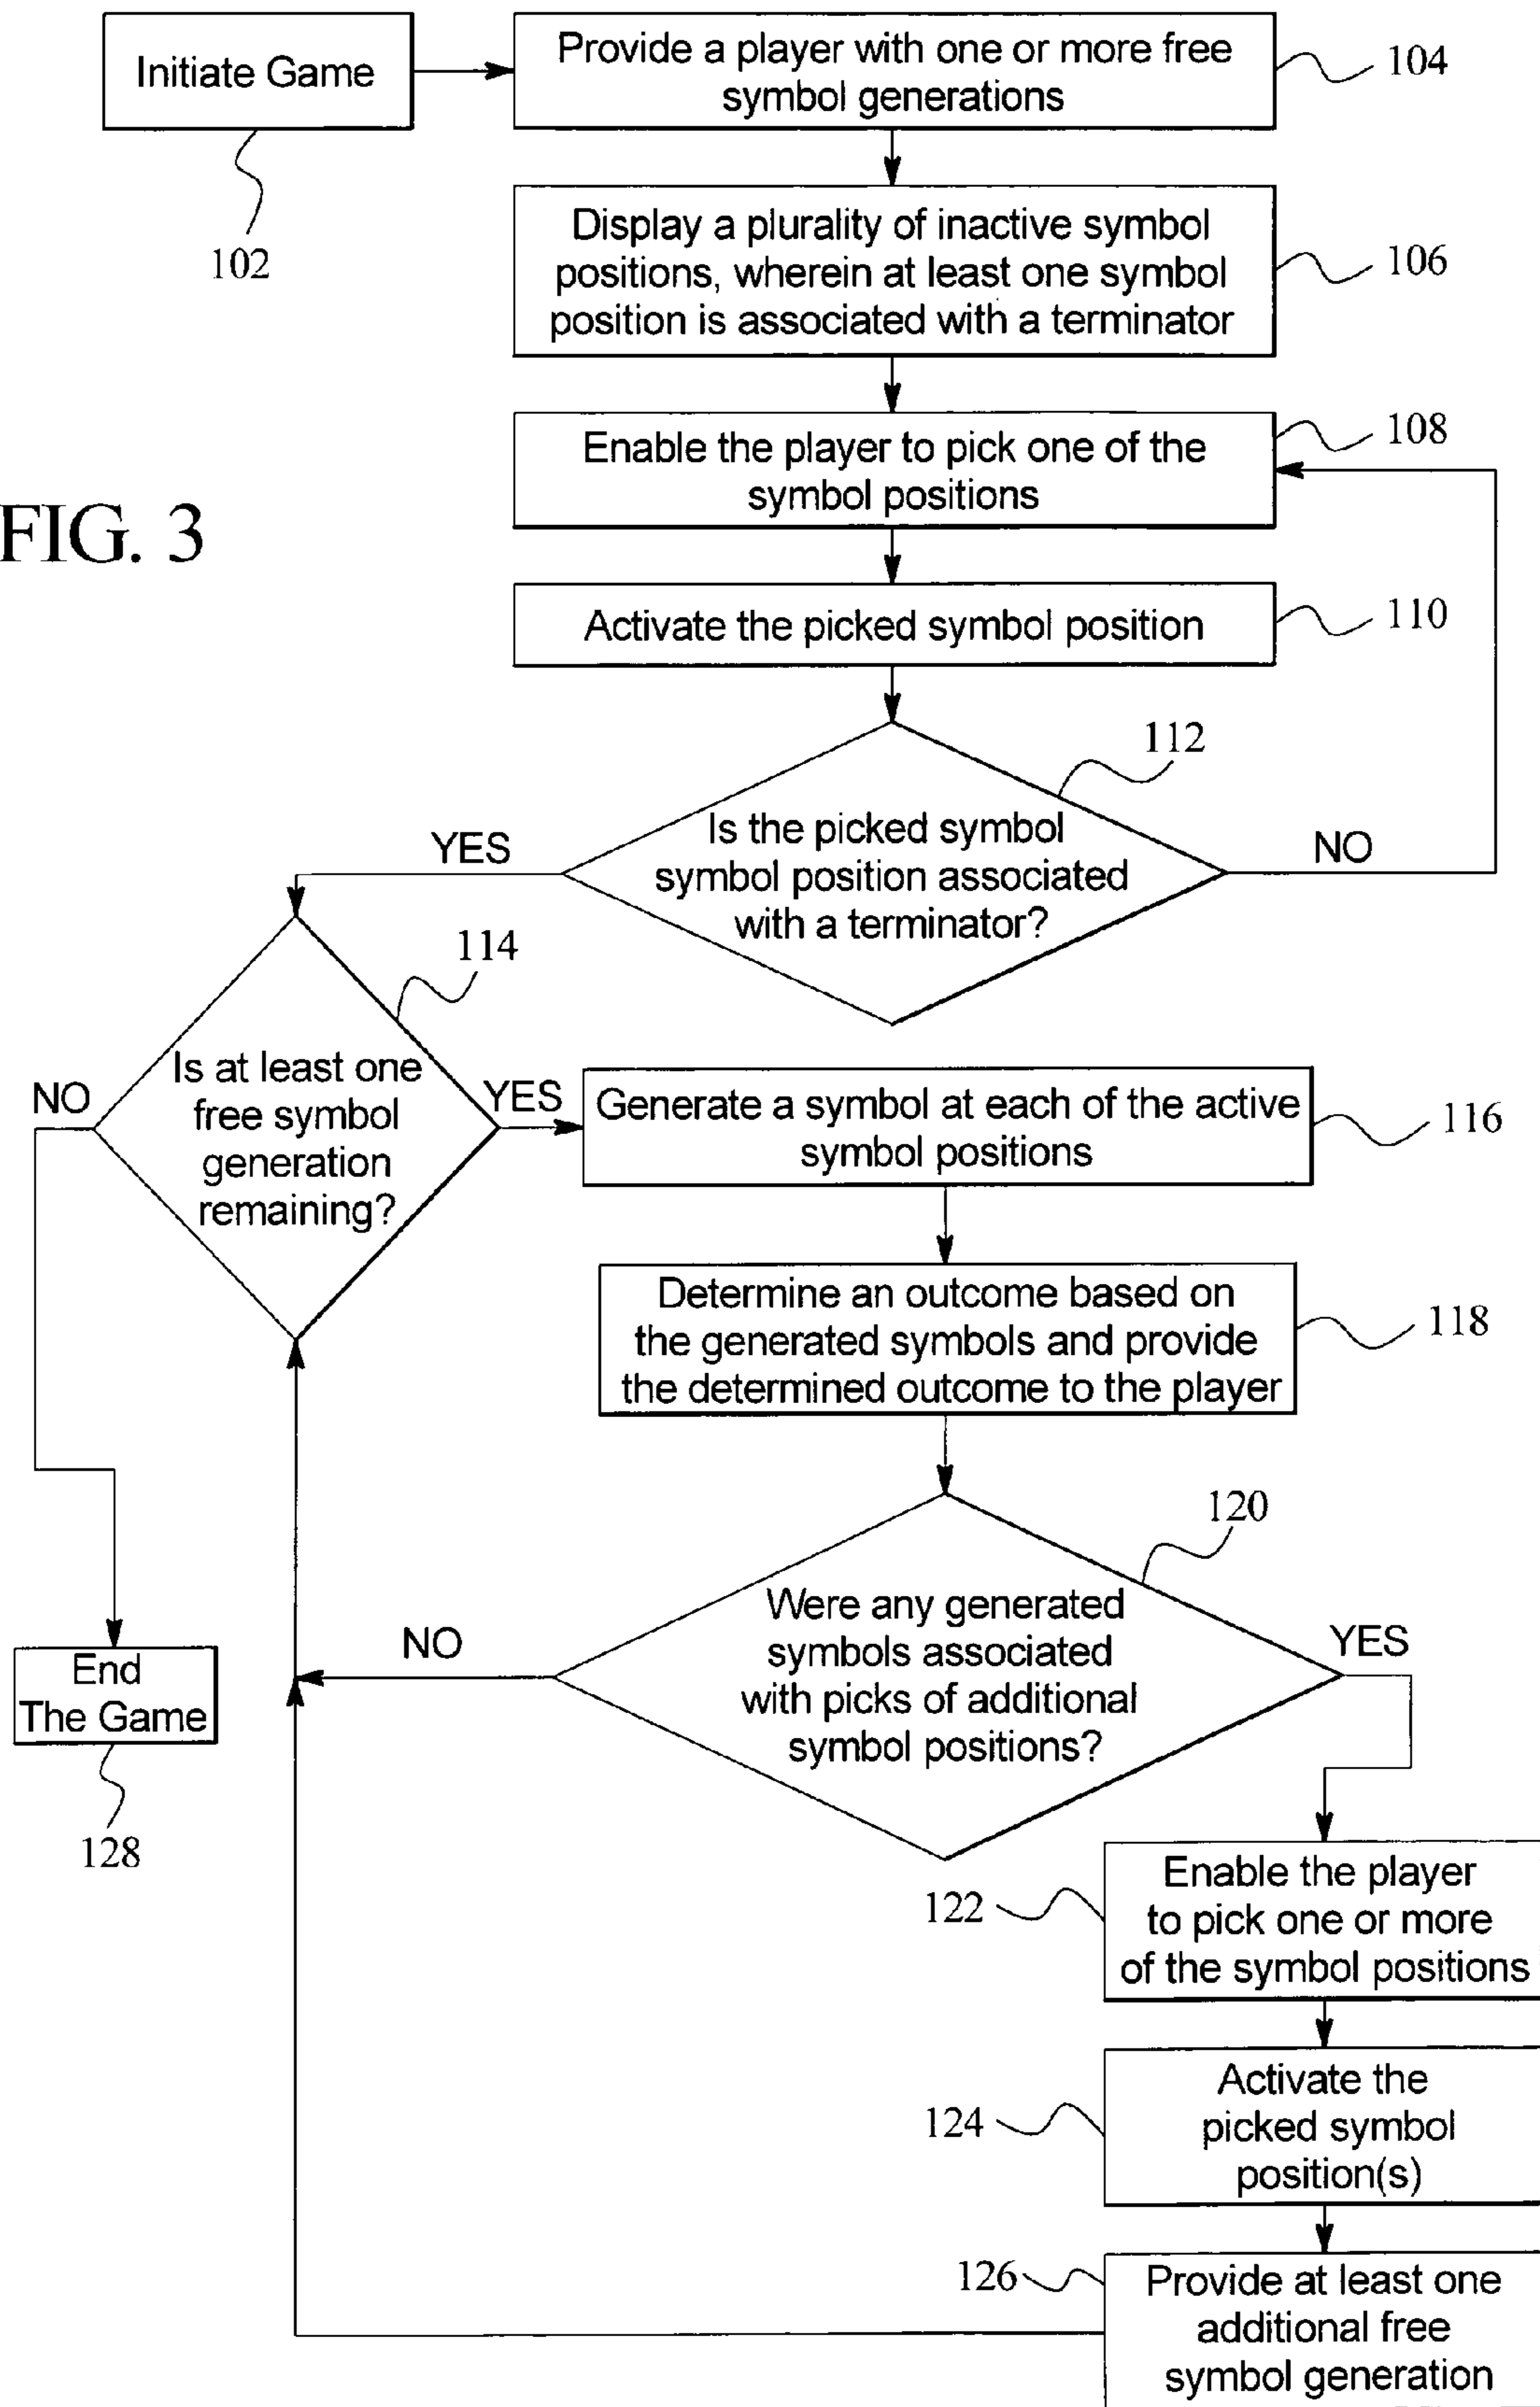 Initiate Game
102
Provide a player with one or more free
symbol generations
104
Display a plurality of inactive symbol
positions, wherein at least one symbol
position is associated with a terminator
106
Enable the player to pick one of the
symbol positions
108
FIG. 3
Activate the picked symbol position
110
Is the picked symbol
symbol position associated
with a terminator?
112
YES
NO
Is at least one
free symbol
generation
remaining?
114
NO
YES
Generate a symbol at each of the active
symbol positions
116
Determine an outcome based on
the generated symbols and provide
the determined outcome to the player
118
Were any generated
symbols associated
with picks of additional
symbol positions?
120
NO
YES
End
The Game
128
Enable the player
to pick one or more
of the symbol positions
122
Activate the
picked symbol
position(s)
124
Provide at least one
additional free
symbol generation
126